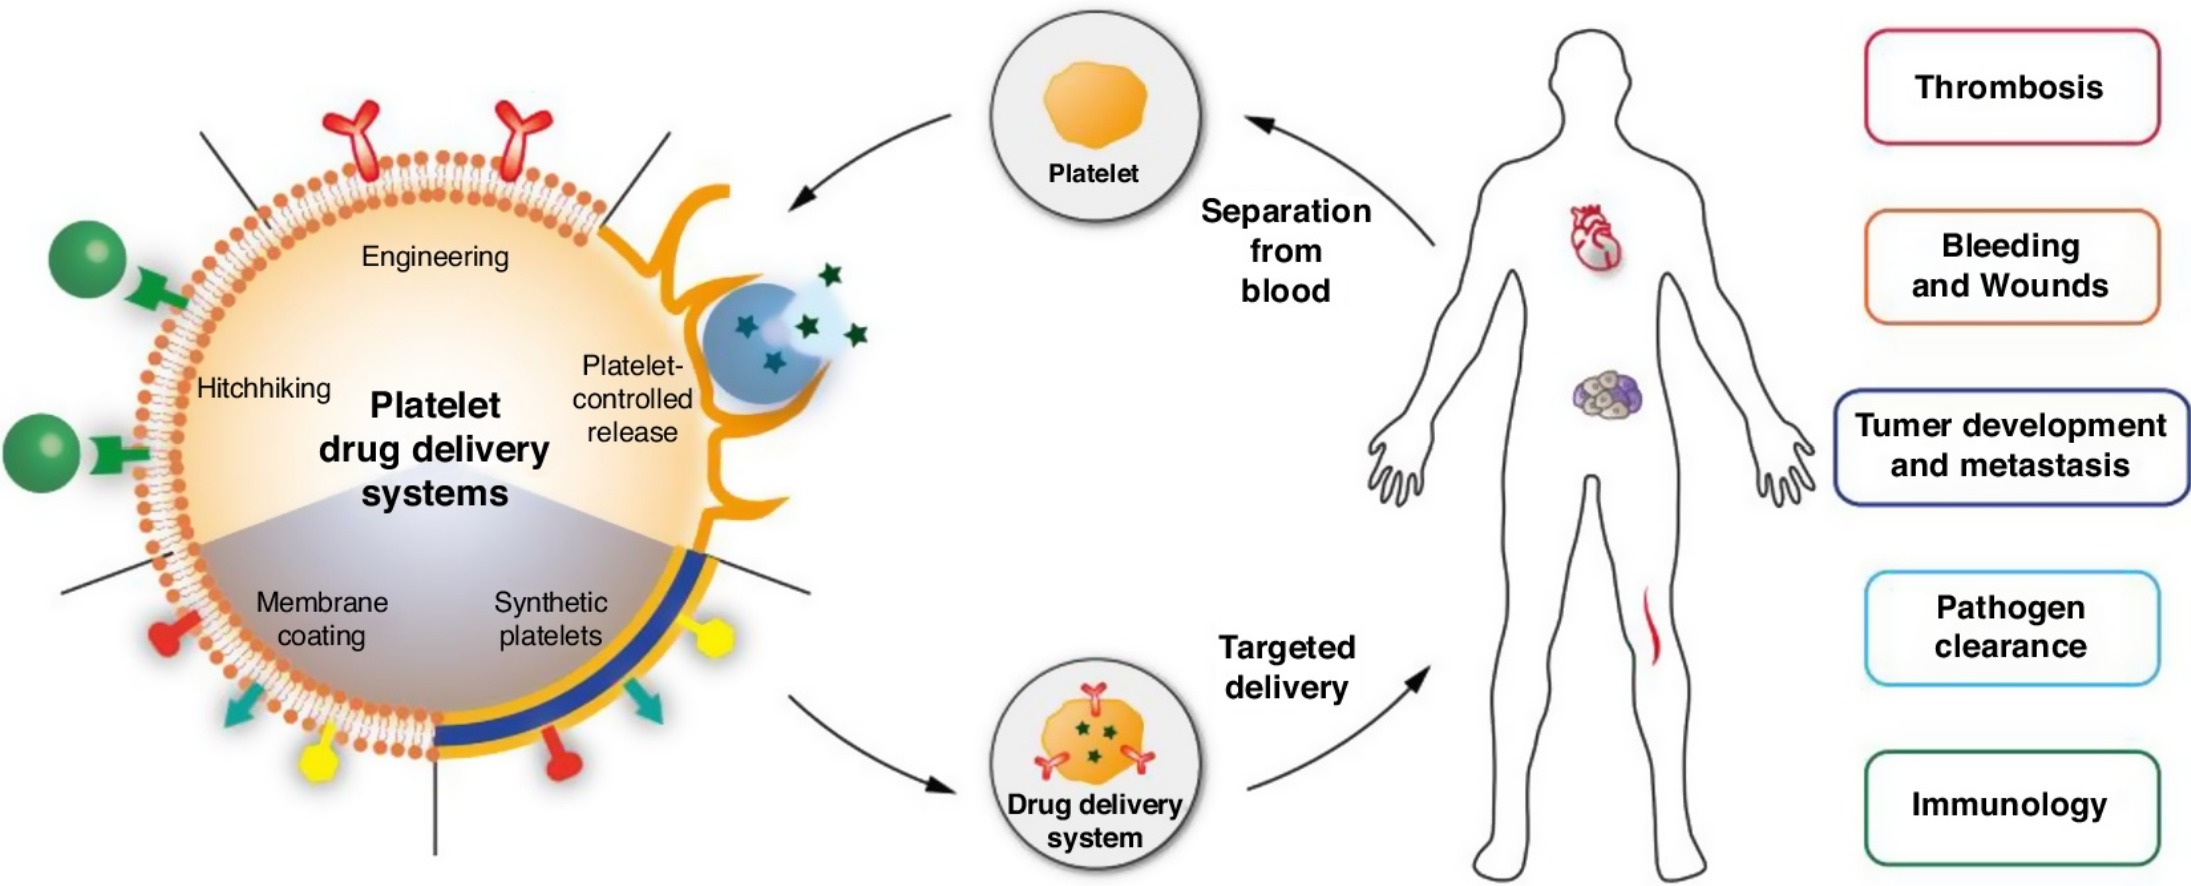 Engineering
Hitchhiking
Platelet-
controlled
release
Platelet
drug delivery
systems
Membrane
coating
Synthetic
platelets
Platelet
Separation
from
blood
Targeted
delivery
Drug delivery
system
Thrombosis
Bleeding
and Wounds
Tumer development
and metastasis
Pathogen
clearance
Immunology